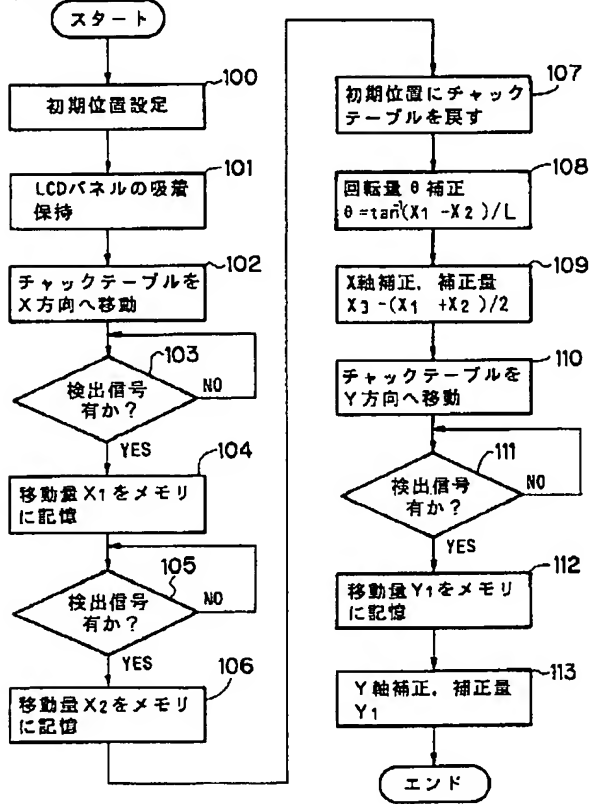 スタート
100
初期位置設定
101
LCDパネルの吸着
保持
102
チャックテーブルを
X方向へ移動
103
検出信号
有か?
NO
YES
104
移動量X1をメモリ
に記憶
105
検出信号
有か?
NO
YES
106
移動量X2をメモリ
に記憶
107
初期位置にチャック
テーブルを戻す
108
回転量 θ 補正
θ=tan⁻¹(X1 -X2 )/L
109
X軸補正. 補正量
X3 -(X1 +X2 )/2
110
チャックテーブルを
Y方向へ移動
111
検出信号
有か?
NO
YES
112
移動量Y1をメモリ
に記憶
113
Y軸補正. 補正量
Y1
エンド